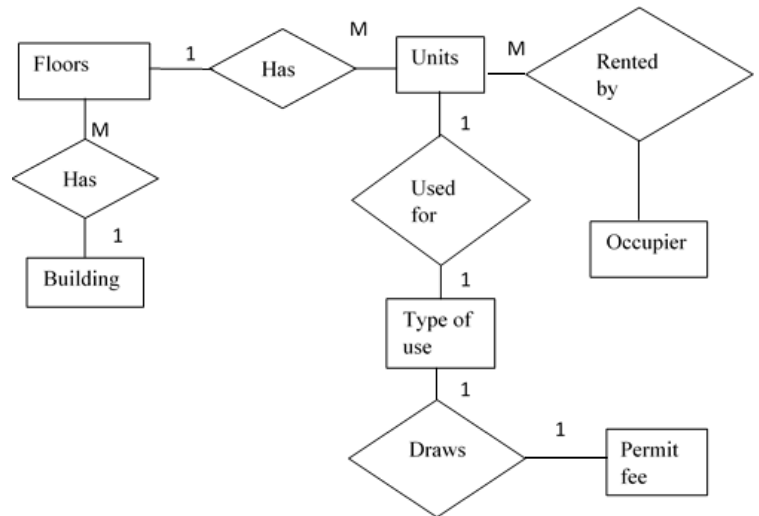 1
M
Floors
Has
Units
M
Rented
by
M
1
Has
Used
for
1
Building
Occupier
1
Type of
use
1
Draws
1
Permit
fee